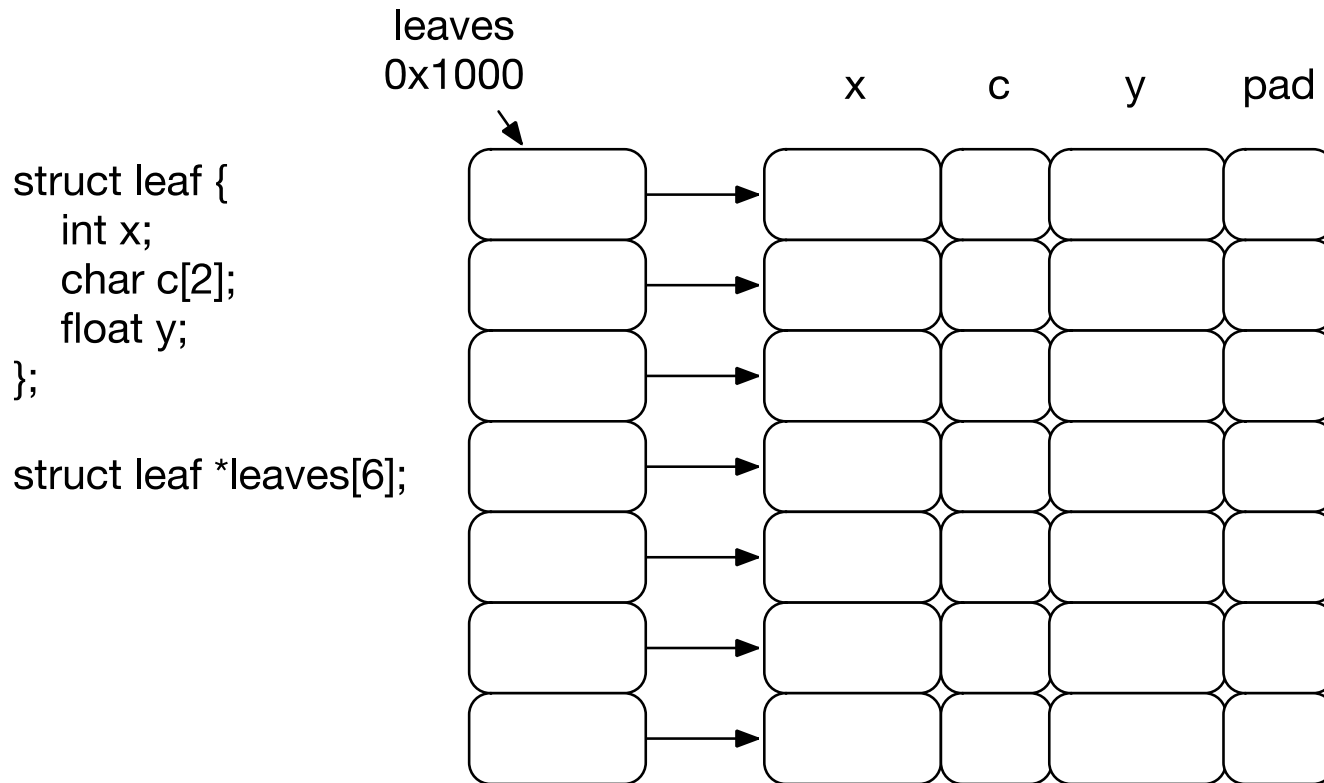 leaves
0x1000
x c y pad
struct leaf {
int x;
char c[2];
float y;
};
struct leaf *leaves[6];